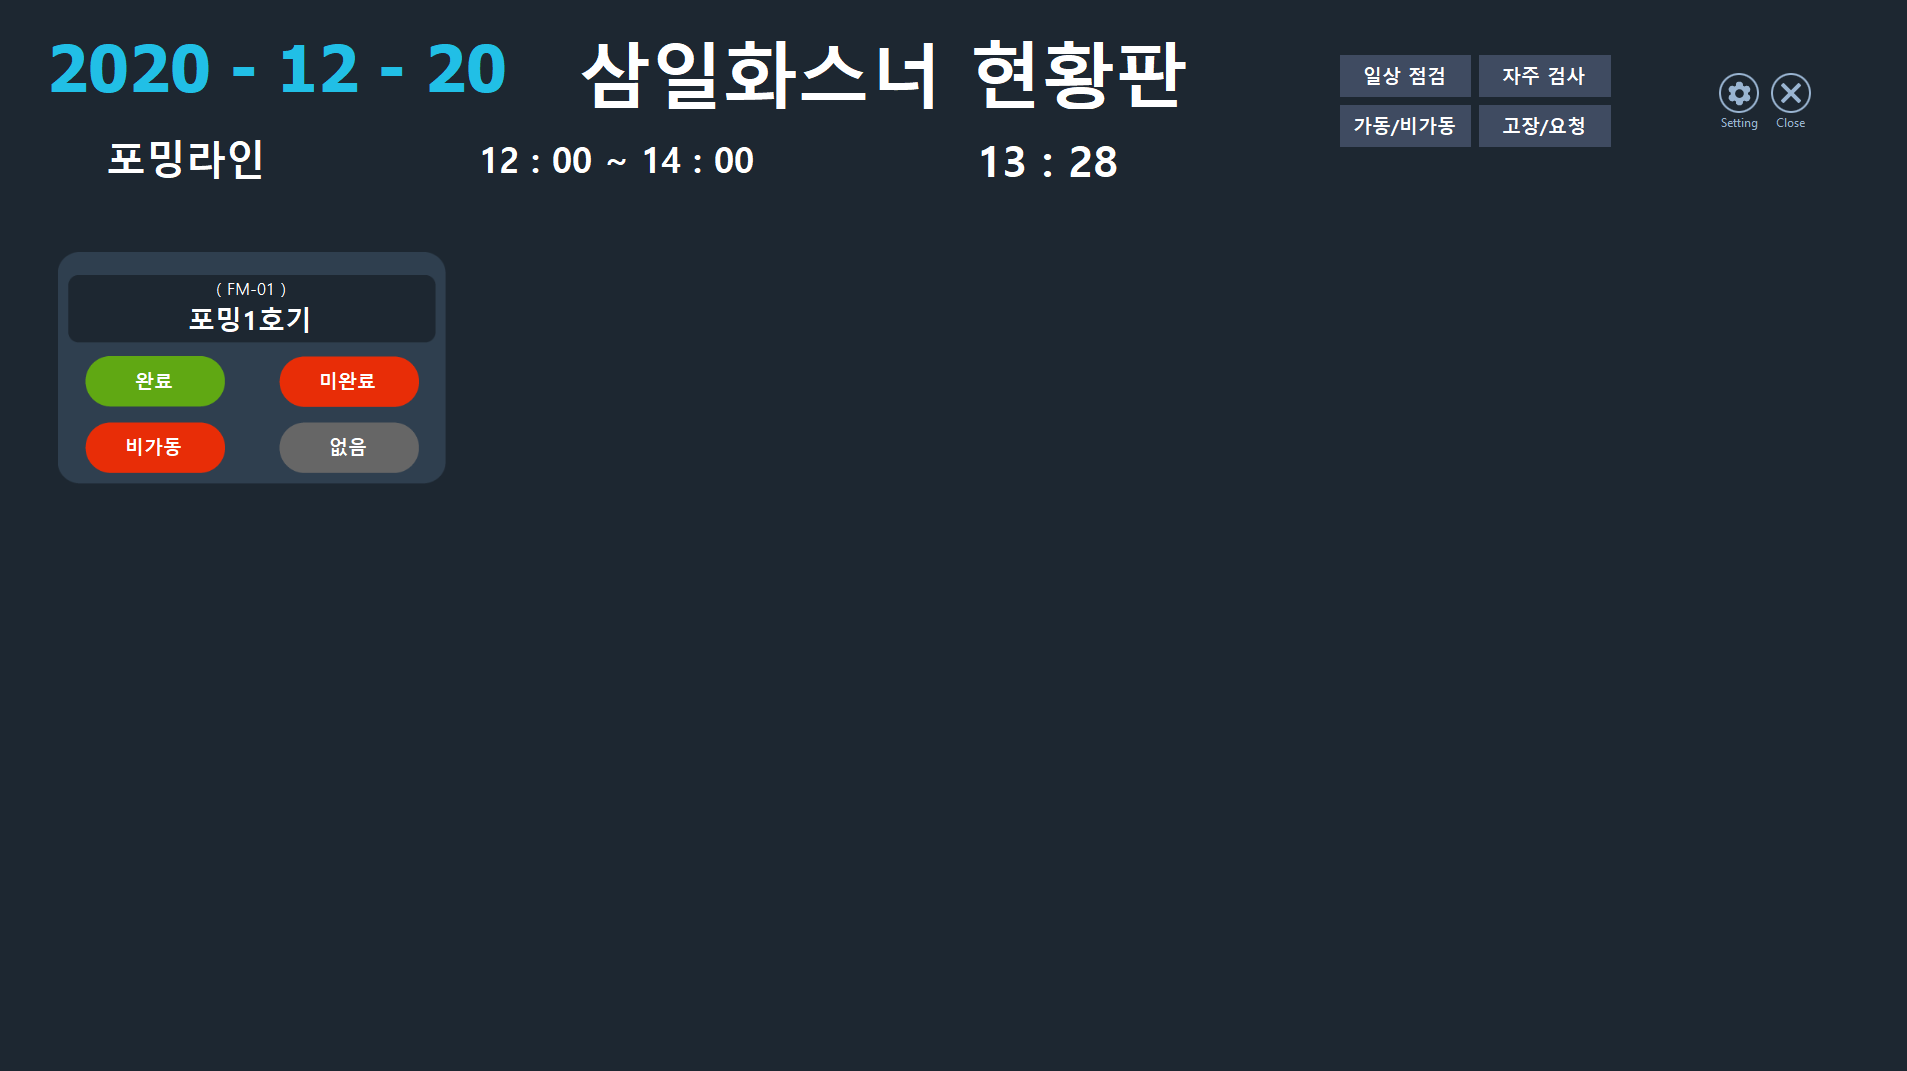 2020 - 12 - 20
삼일화스너 현황판
일상 점검
자주 검사
가동/비가동
고장/요청
Setting
Close
포밍라인
12 : 00 ~ 14 : 00
13 : 28
( FM-01 )
포밍1호기
완료
미완료
비가동
없음